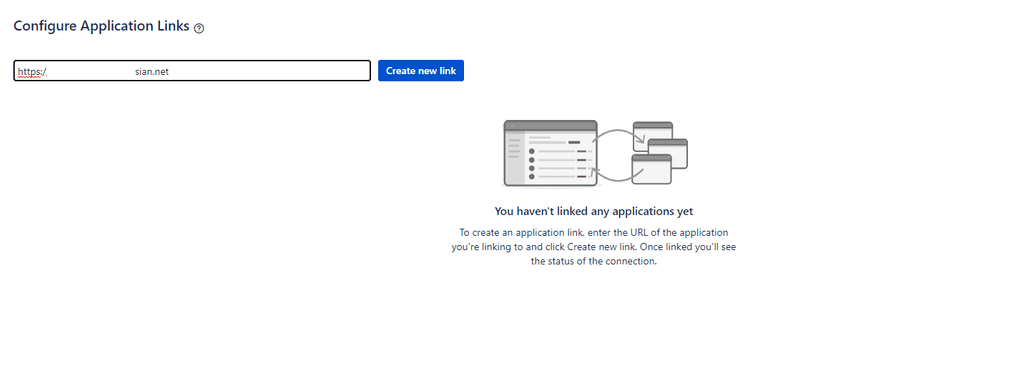 Configure Application Links
https:/ sian.net
Create new link
You haven't linked any applications yet
To create an application link, enter the URL of the application
you're linking to and click Create new link. Once linked you'll see
the status of the connection.